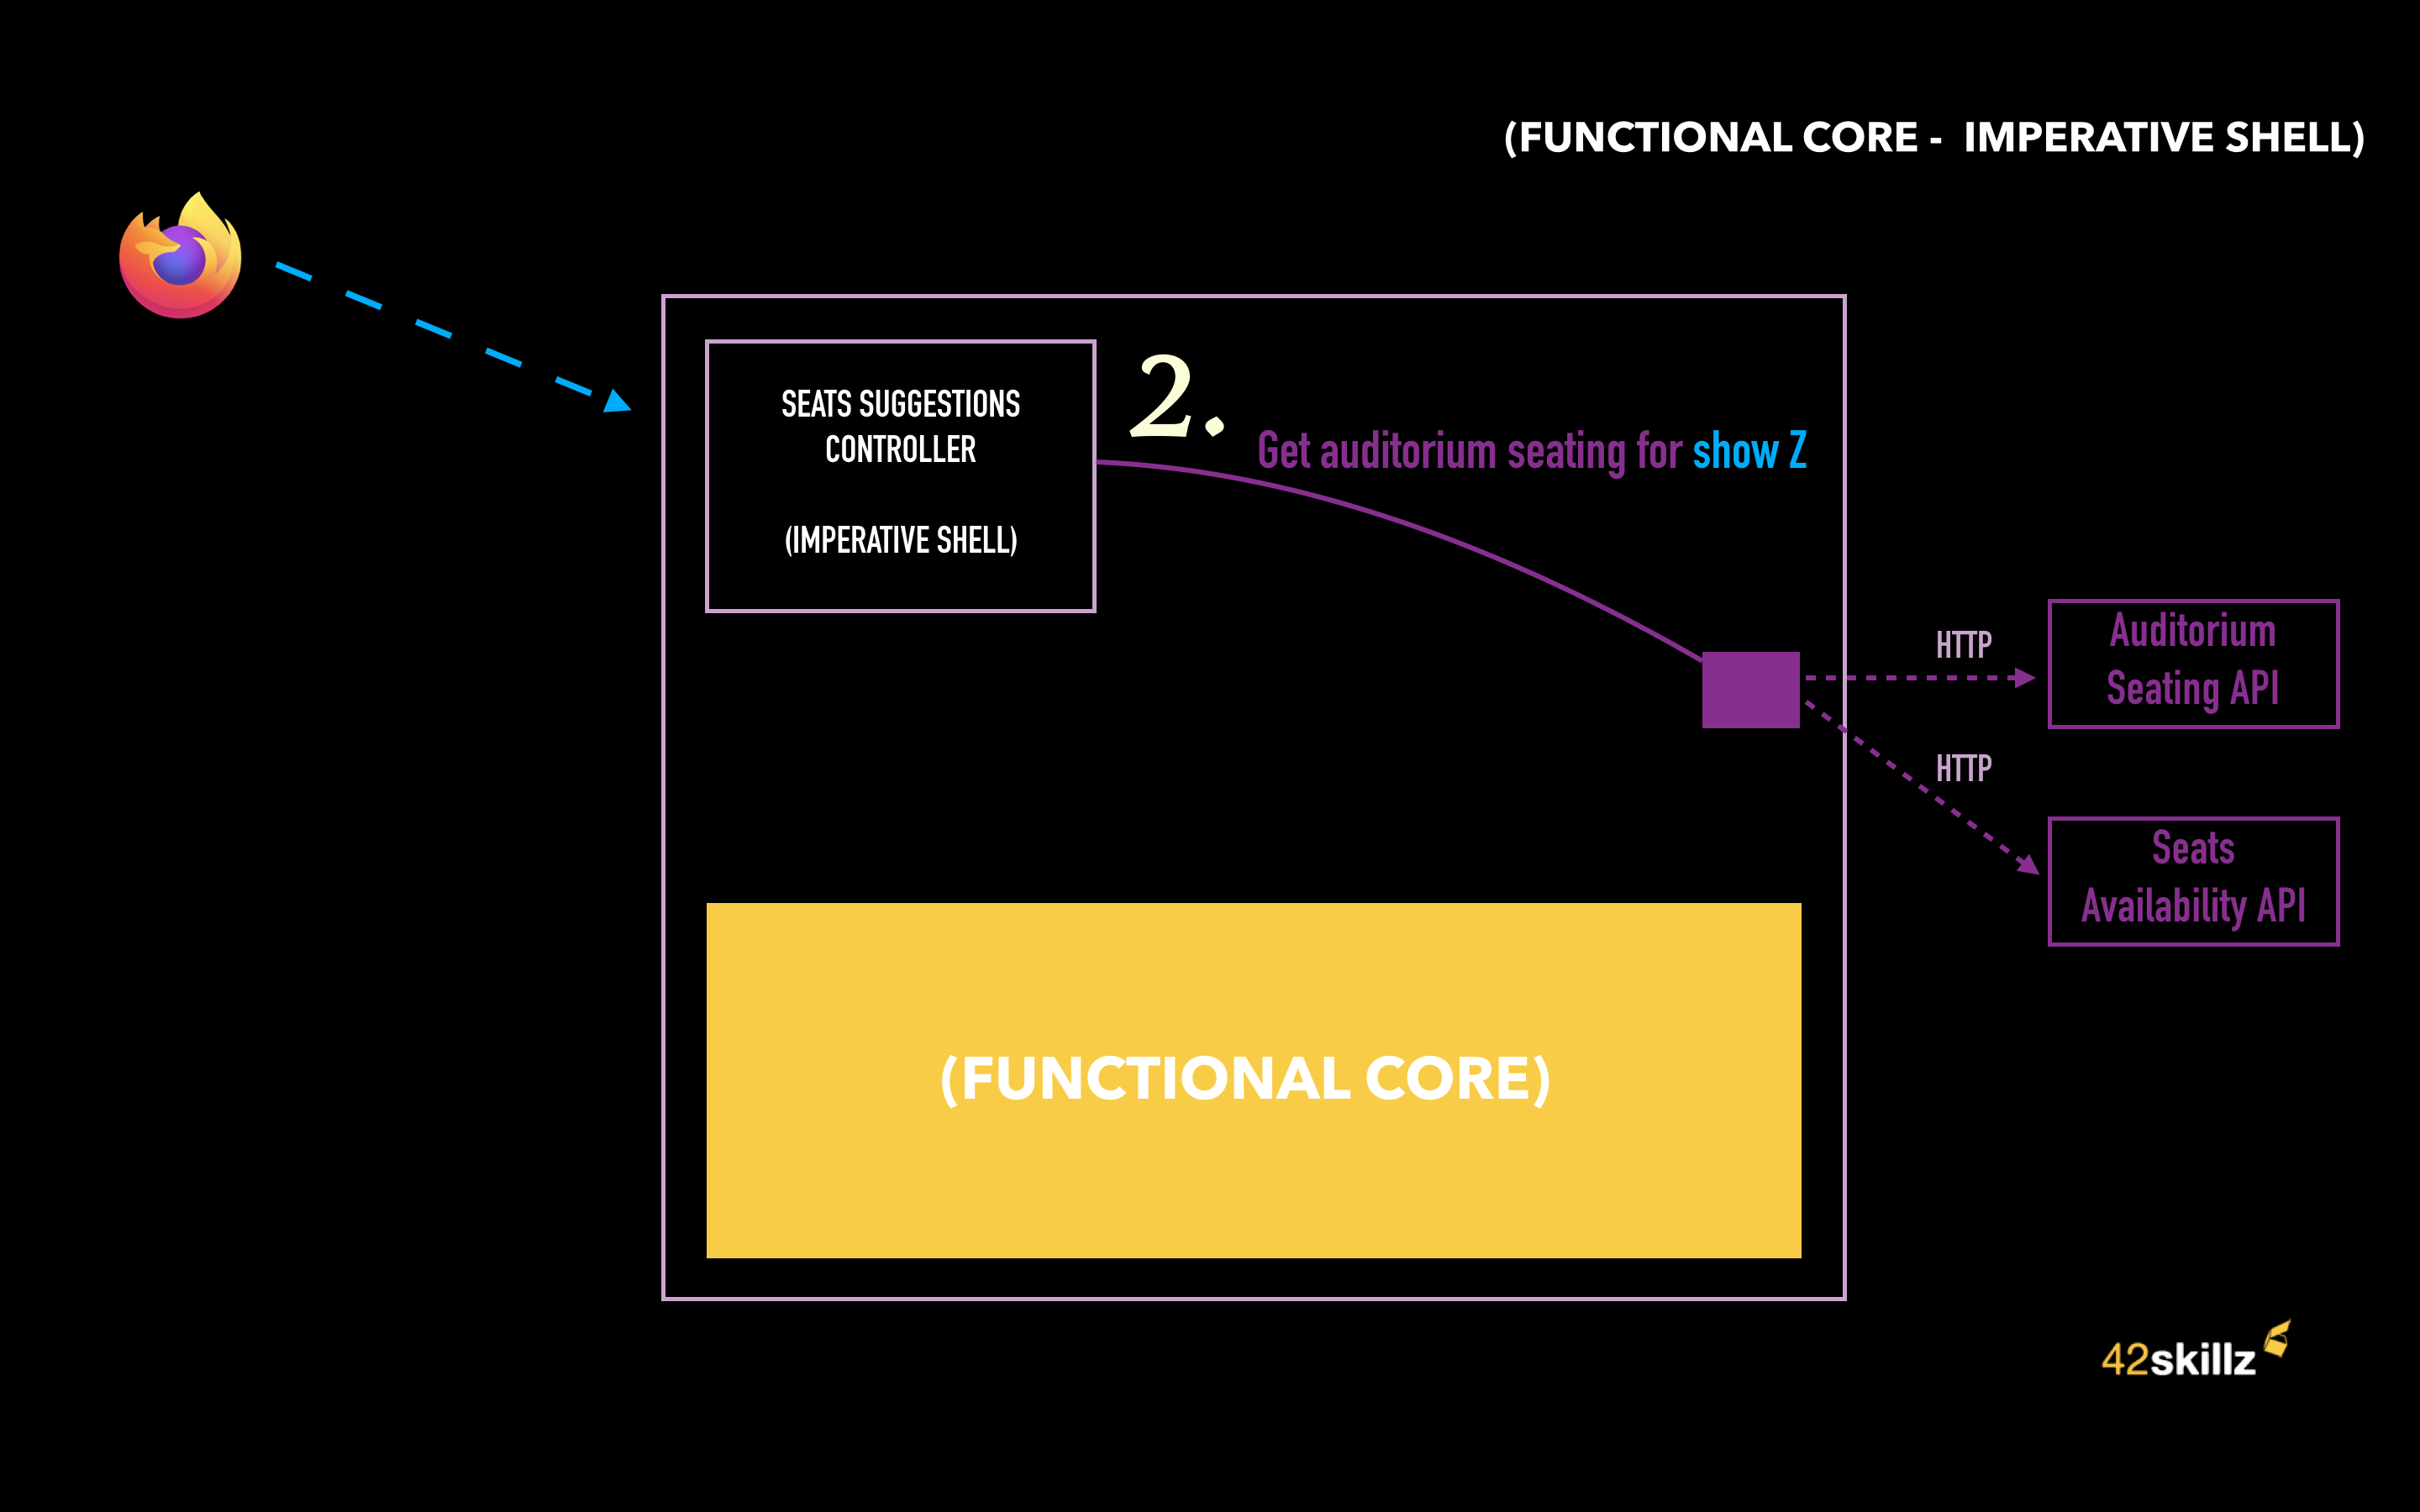 (FUNCTIONAL CORE -  IMPERATIVE SHELL)
SEATS SUGGESTIONS
CONTROLLER
(IMPERATIVE SHELL)
2.
Get auditorium seating for show Z
HTTP
Auditorium
Seating API
HTTP
Seats
Availability API
(FUNCTIONAL CORE)
42skillz